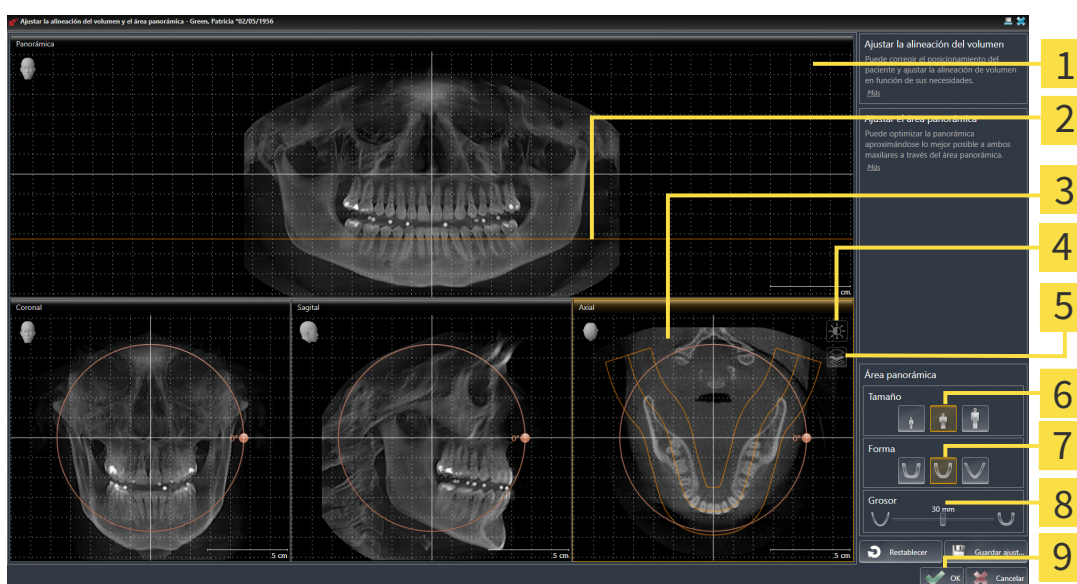 Ajustar la alineación del volumen y el área panorámica - Green, Patricia *02/05/1956
Panorámica
cm.
Coronal
0°
.5 cm
Sagital
0°
.5 cm
Axial
0°
.5 cm
Ajustar la alineación del volumen
Puede corregir el posicionamiento del
paciente y ajustar la alineación de volumen
en función de sus necesidades.
Más
Ajustar el área panorámica
Puede optimizar la panorámica
aproximándose lo mejor posible a ambos
maxilares a través del área panorámica.
Más
Área panorámica
Tamaño
Forma
Grosor
30 mm
Restablecer
Guardar ajust...
OK
Cancelar
1
2
3
4
5
6
7
8
9